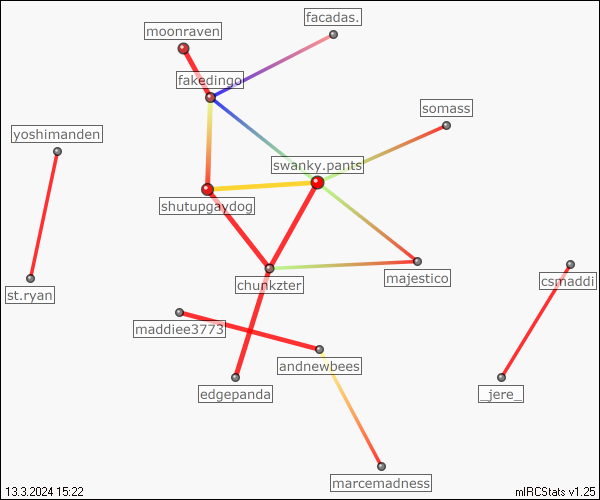 facadas.
moonraven
fakedingo
somass
yoshimanden
swanky.pants
shutupgaydog
majestico
csmaddi
chunkzter
st.ryan
maddiee3773
andnewbees
edgepanda
_jere_
marcemadness
13.3.2024 15:22
mIRCStats v1.25